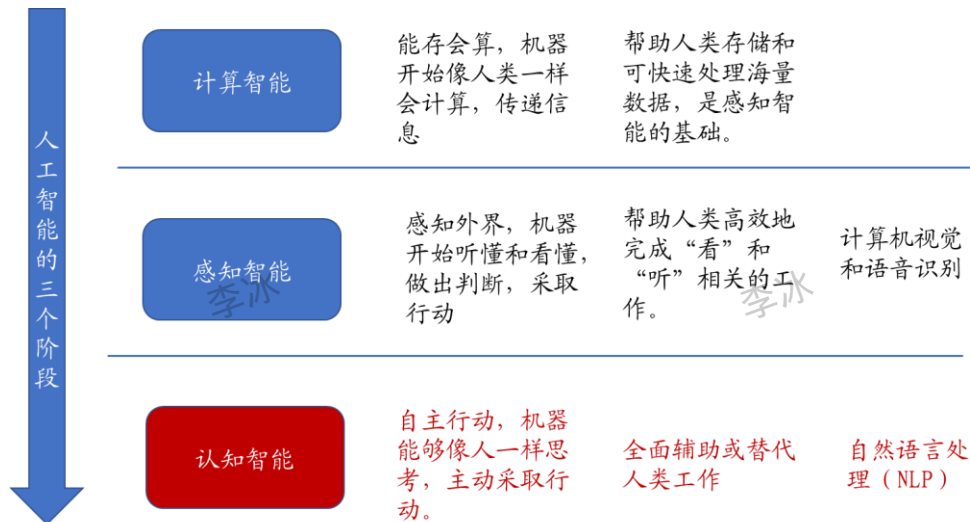 人工智能的三个阶段
计算智能
能存会算，机器
开始像人类一样
会计算，传递信
息
帮助人类存储和
可快速处理海量
数据，是感知智
能的基础。
感知智能
感知外界，机器
开始听懂和看懂，
做出判断，采取
行动
帮助人类高效地
完成“看”和
“听”相关的工
作。
计算机视觉
和语音识别
李冰
李冰
认知智能
自主行动，机器
能够像人一样思
考，主动采取行
动。
全面辅助或替代
人类工作
自然语言处
理（NLP）